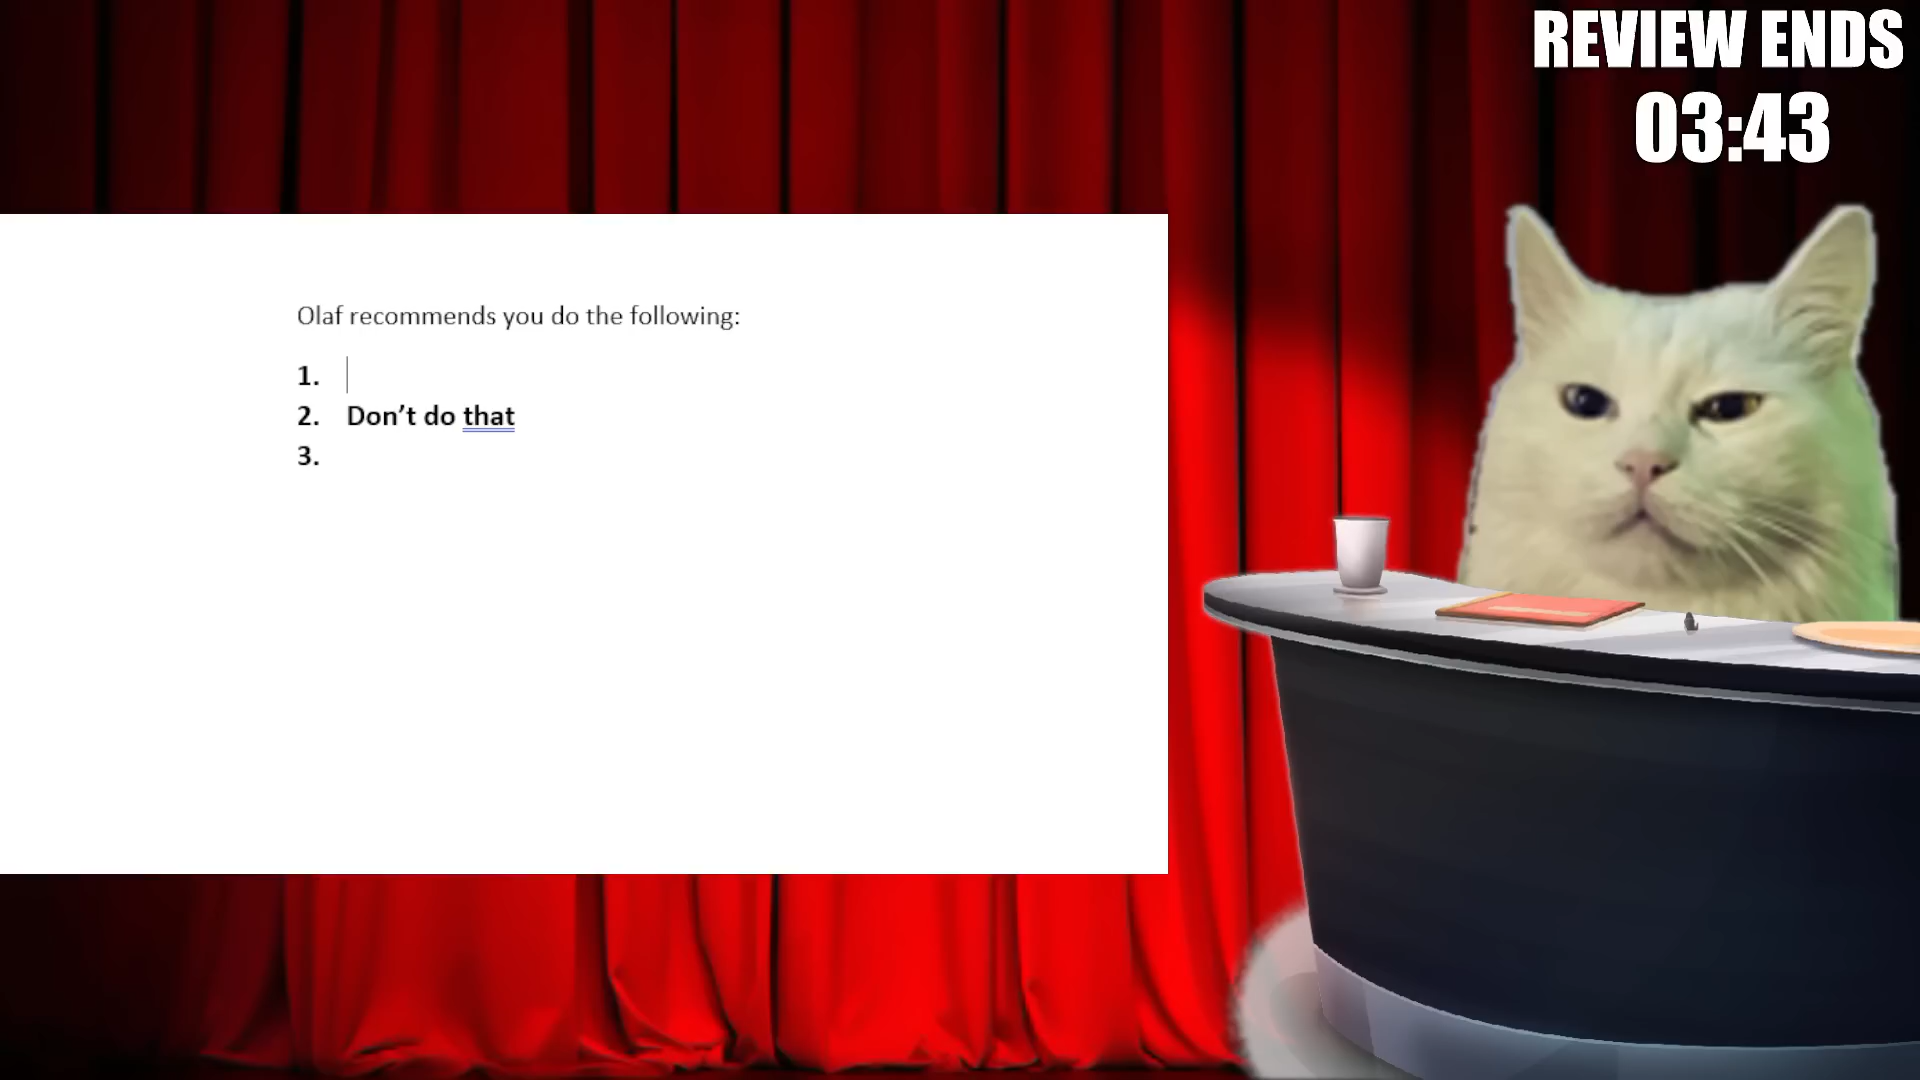 REVIEW ENDS
03:43
Olaf recommends you do the following:
1.
2. Don’t do that
3.